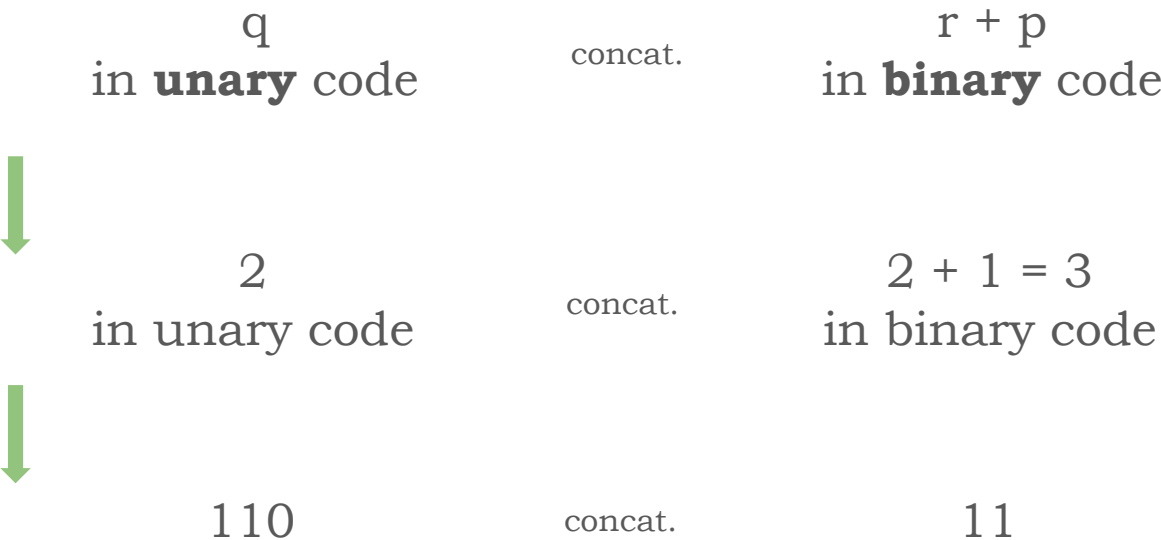 q
in unary code
concat.
r + p
in binary code
2
in unary code
concat.
2 + 1 = 3
in binary code
110
concat.
11